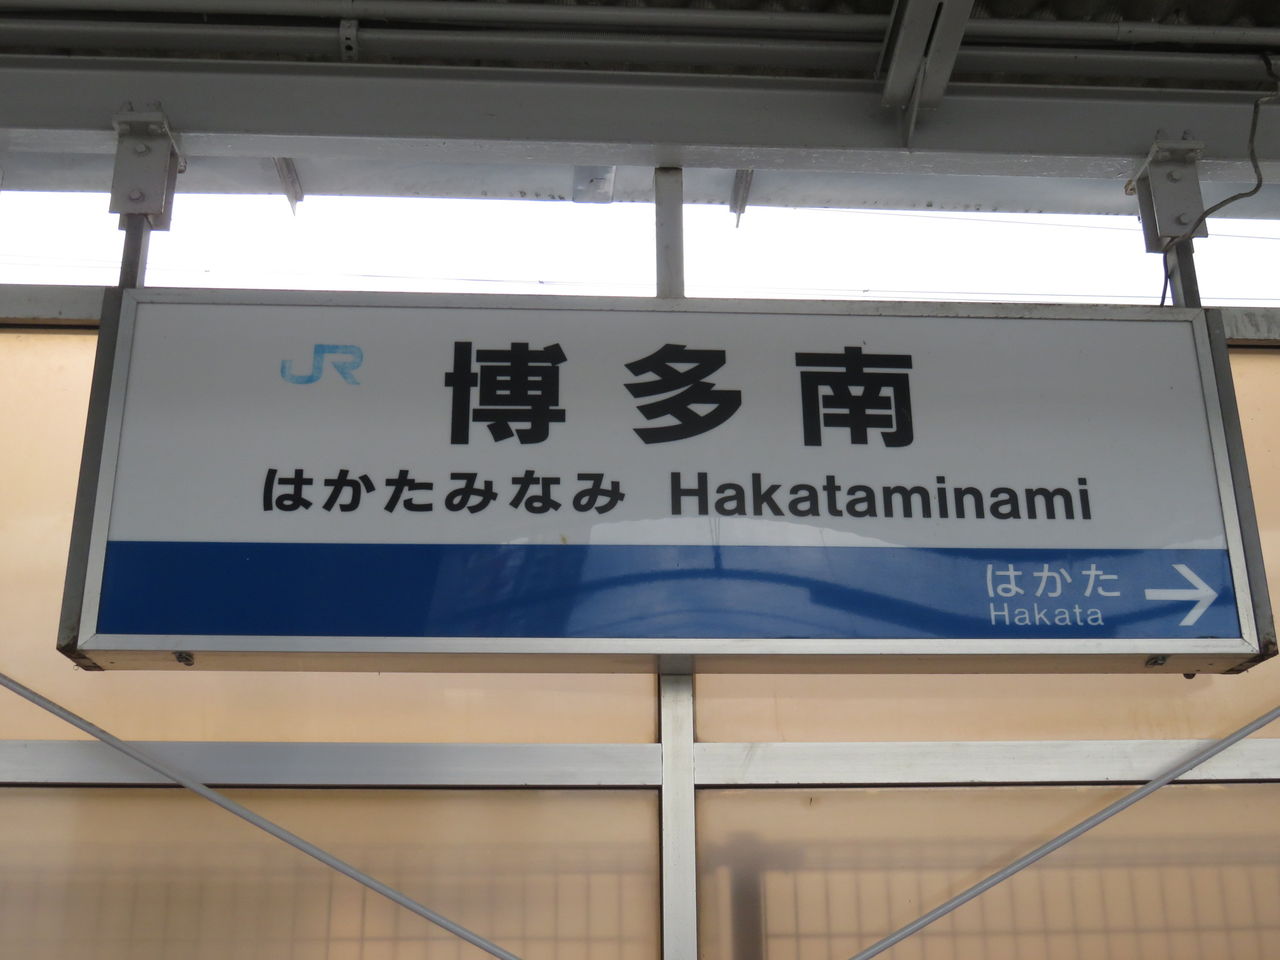 JR 博多南
はかたみなみ Hakataminami
はかた →
Hakata